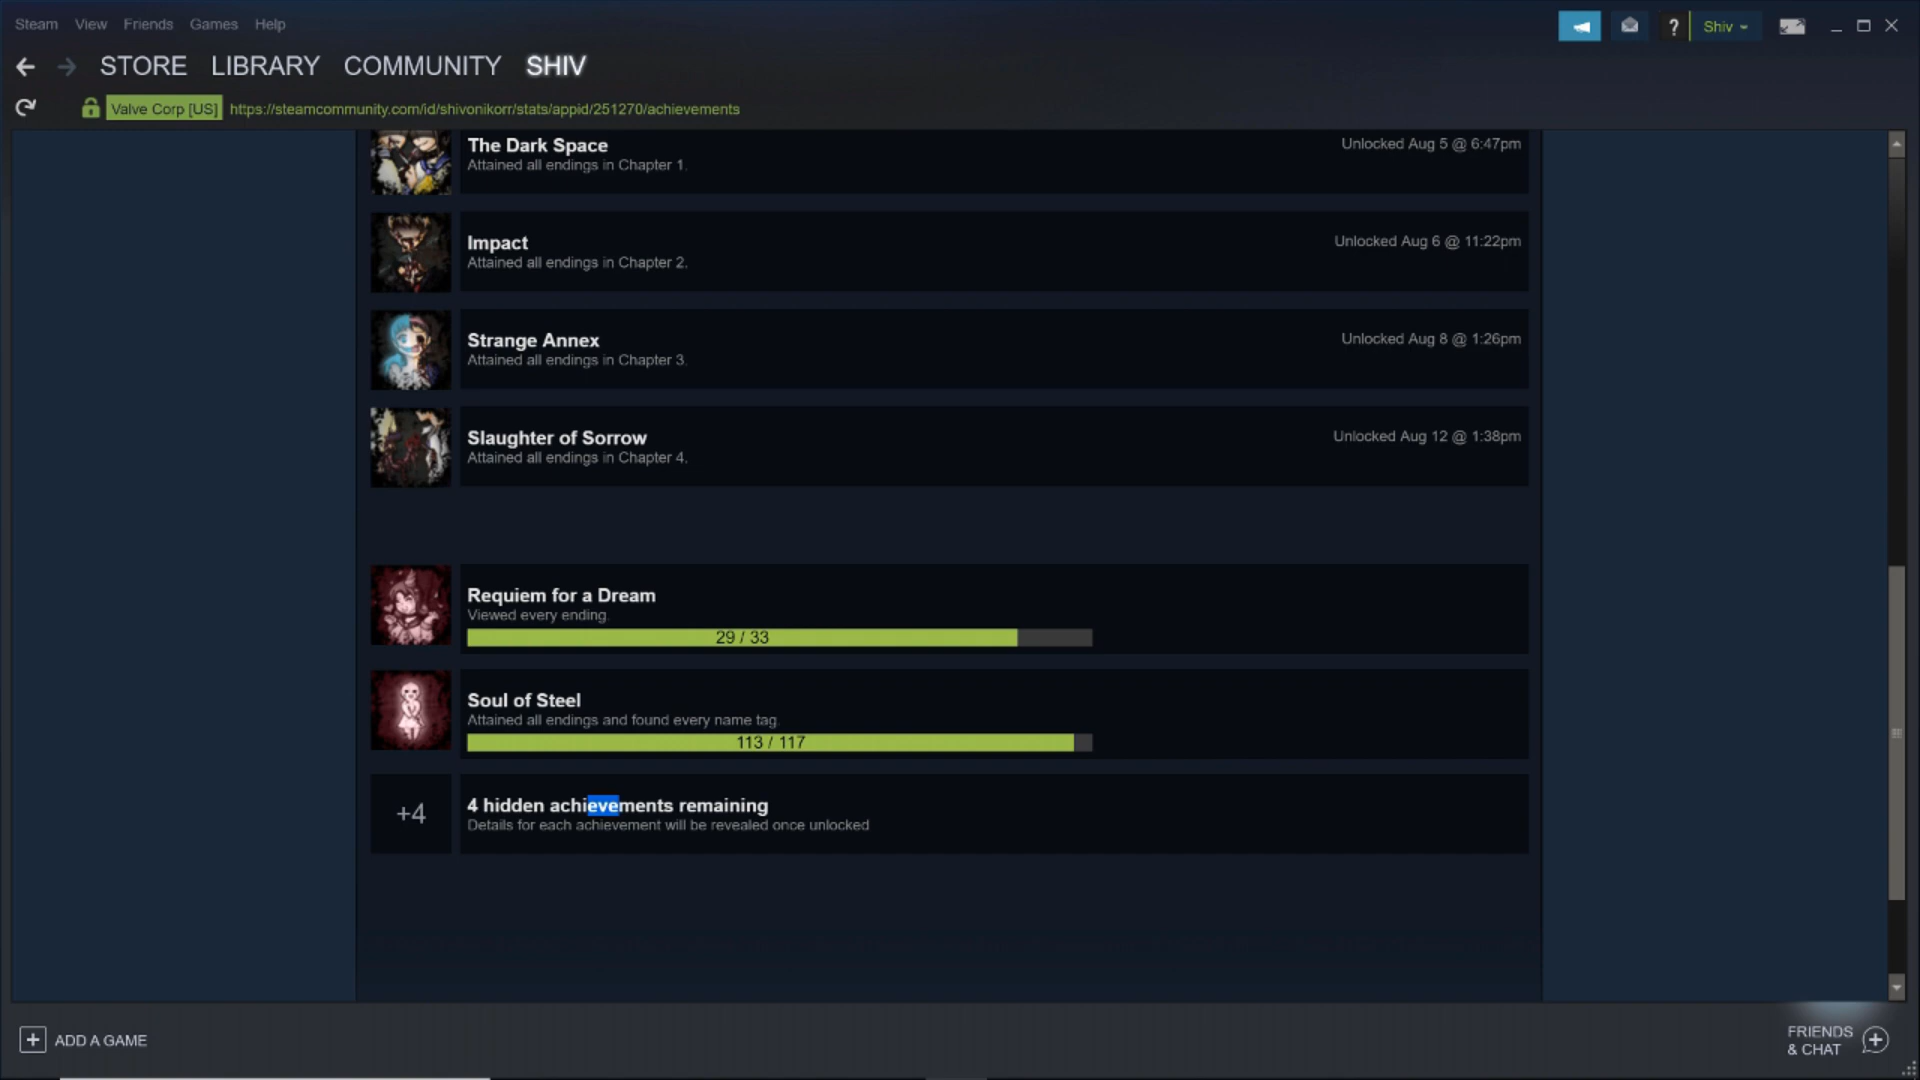 Steam View Friends Games Help
? Shiv
STORE LIBRARY COMMUNITY SHIV
Valve Corp [US] https://steamcommunity.com/id/shivonikorr/stats/appid/251270/achievements
The Dark Space
Unlocked Aug 5 @ 6:47pm
Attained all endings in Chapter 1.
Impact
Unlocked Aug 6 @ 11:22pm
Attained all endings in Chapter 2.
Strange Annex
Unlocked Aug 8 @ 1:26pm
Attained all endings in Chapter 3.
Slaughter of Sorrow
Unlocked Aug 12 @ 1:38pm
Attained all endings in Chapter 4.
Requiem for a Dream
Viewed every ending.
29 / 33
Soul of Steel
Attained all endings and found every name tag.
113 / 117
+4
4 hidden achievements remaining
Details for each achievement will be revealed once unlocked
+ ADD A GAME
FRIENDS
& CHAT